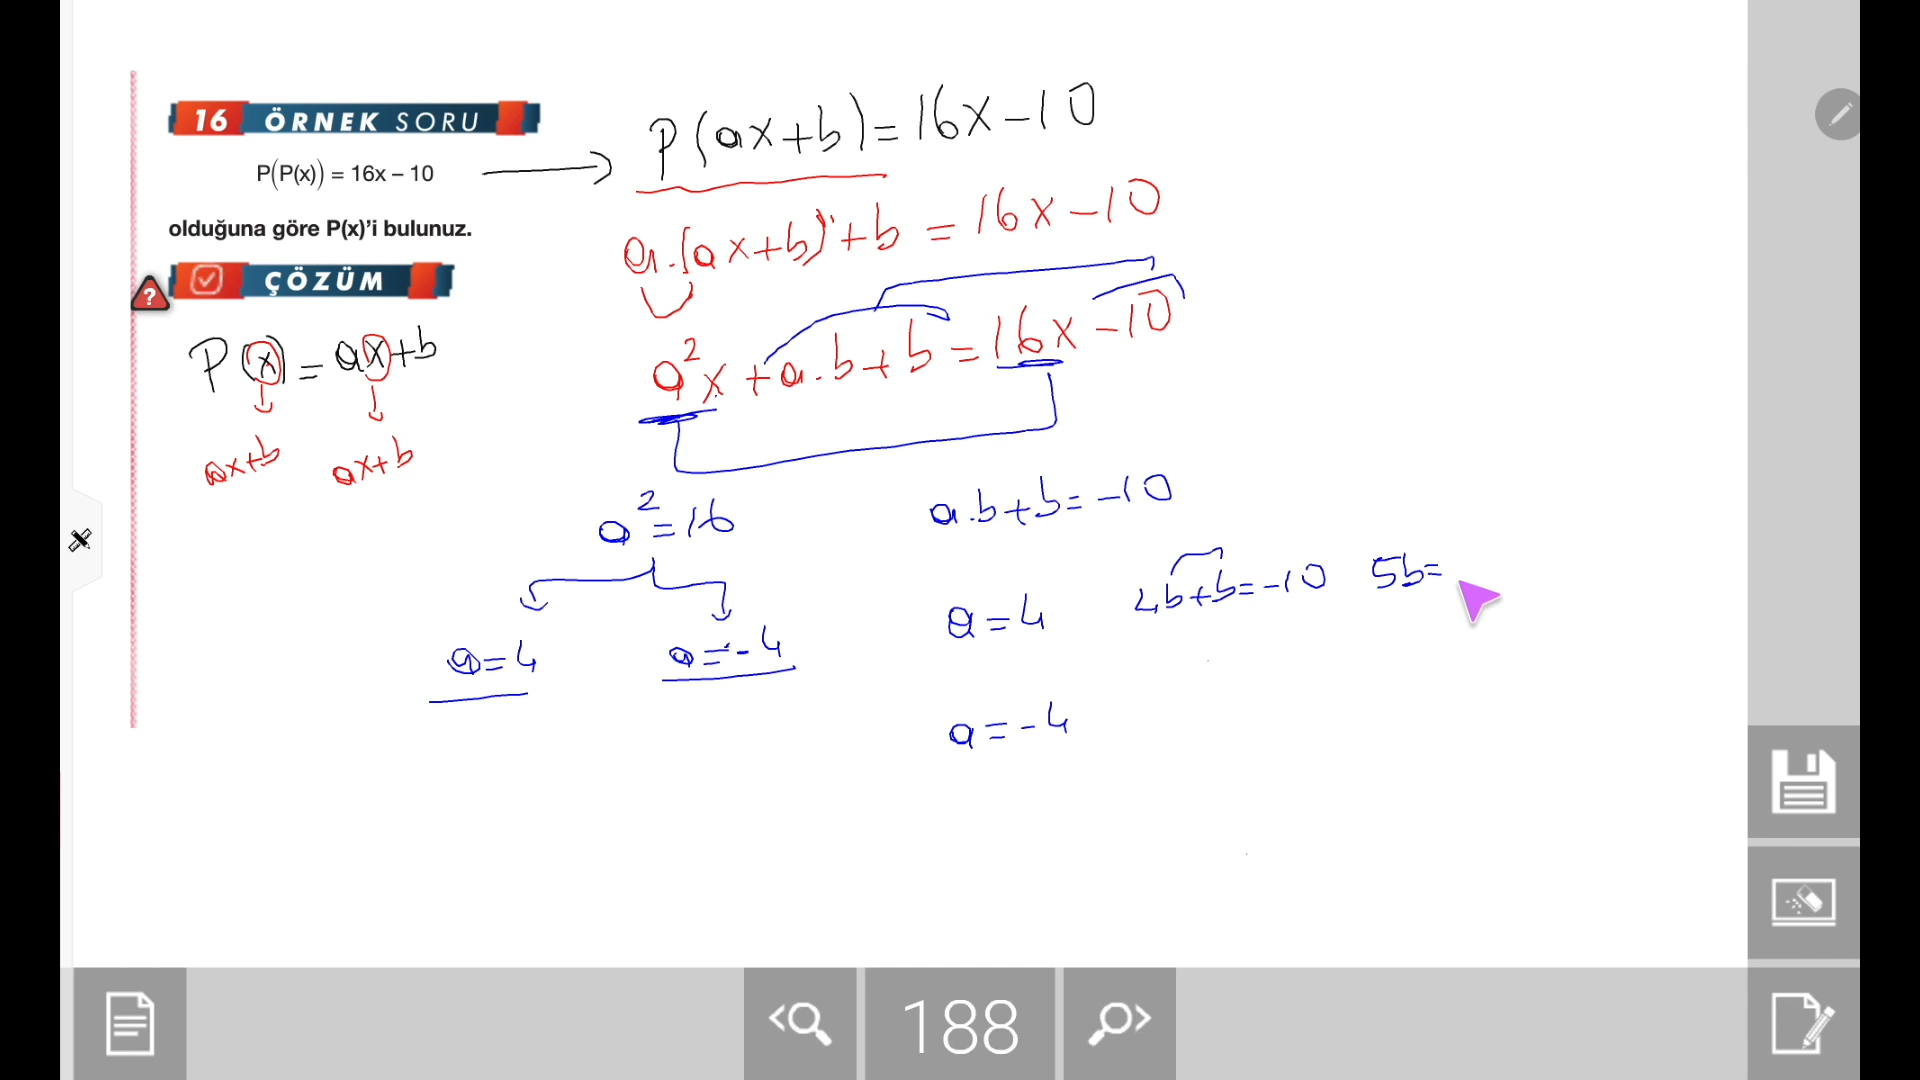 16 ÖRNEK SORU
P(P(x)) = 16x – 10
olduğuna göre P(x)'i bulunuz.
ÇÖZÜM
?
P(x) = ax+b
ax+b ax+b
P(ax+b) = 16x-10
a.(ax+b)+b = 16x-10
a²x+a.b+b = 16x-10
a²=16
a=4 a=-4
a.b+b=-10
a=4 4b+b=-10 5b=
a=-4
188